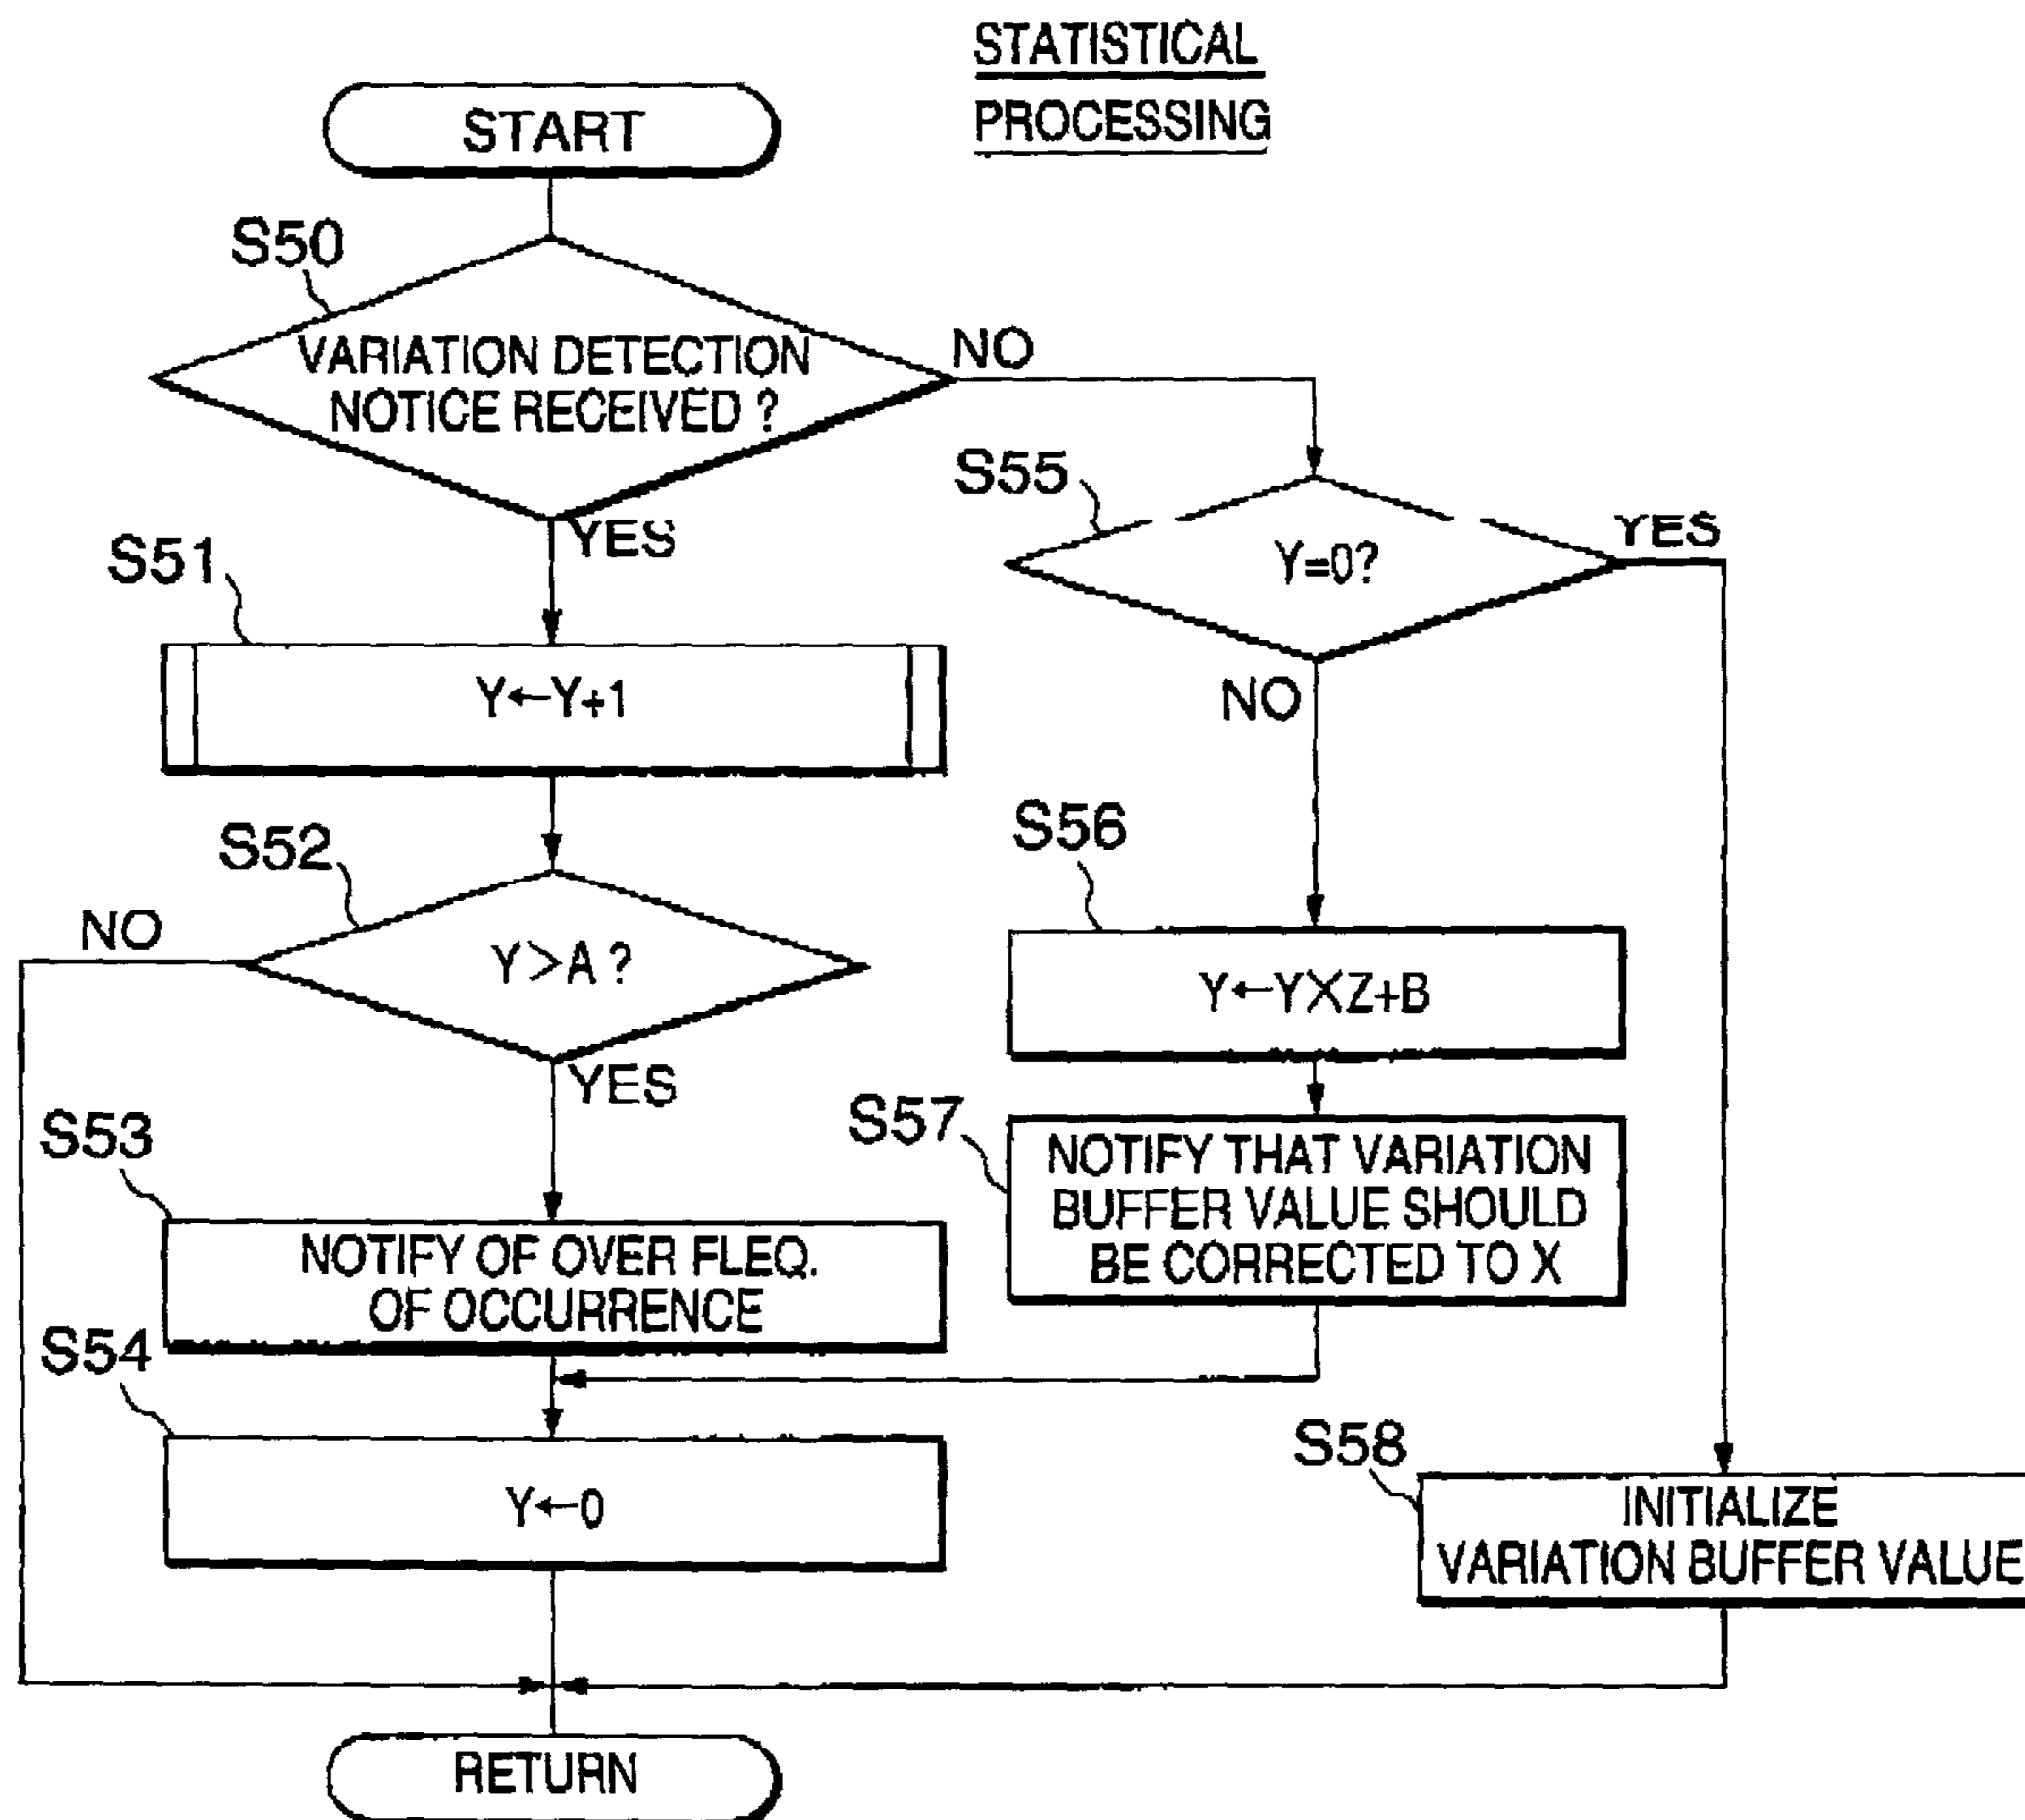 STATISTICAL
PROCESSING
START
S50
VARIATION DETECTION
NOTICE RECEIVED ?
NO
YES
S55
Y=0?
YES
NO
S51
Y←Y+1
S52
Y>A ?
NO
YES
S56
Y←Y×Z+B
S57
NOTIFY THAT VARIATION
BUFFER VALUE SHOULD
BE CORRECTED TO X
S53
NOTIFY OF OVER FLEQ.
OF OCCURRENCE
S54
Y←0
S58
INITIALIZE
VARIATION BUFFER VALUE
RETURN